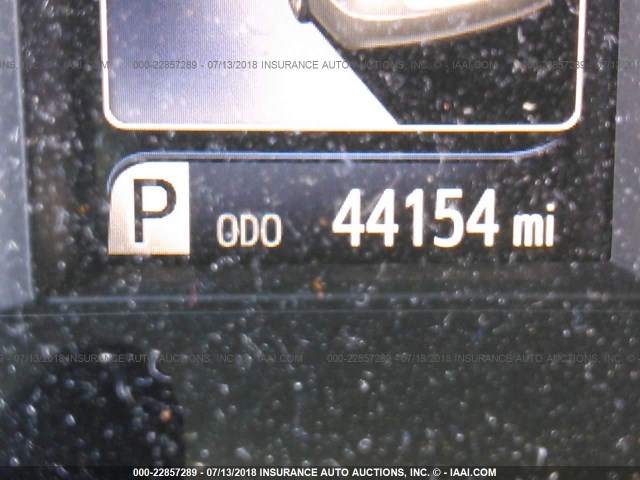 000-22857289 - 07/13/2018 INSURANCE AUTO AUCTIONS, INC. © - IAAI.COM
P ODO 44154 mi
000-22857289 - 07/13/2018 INSURANCE AUTO AUCTIONS, INC. © - IAAI.COM
000-22857289 - 07/13/2018 INSURANCE AUTO AUCTIONS, INC. © - IAAI.COM